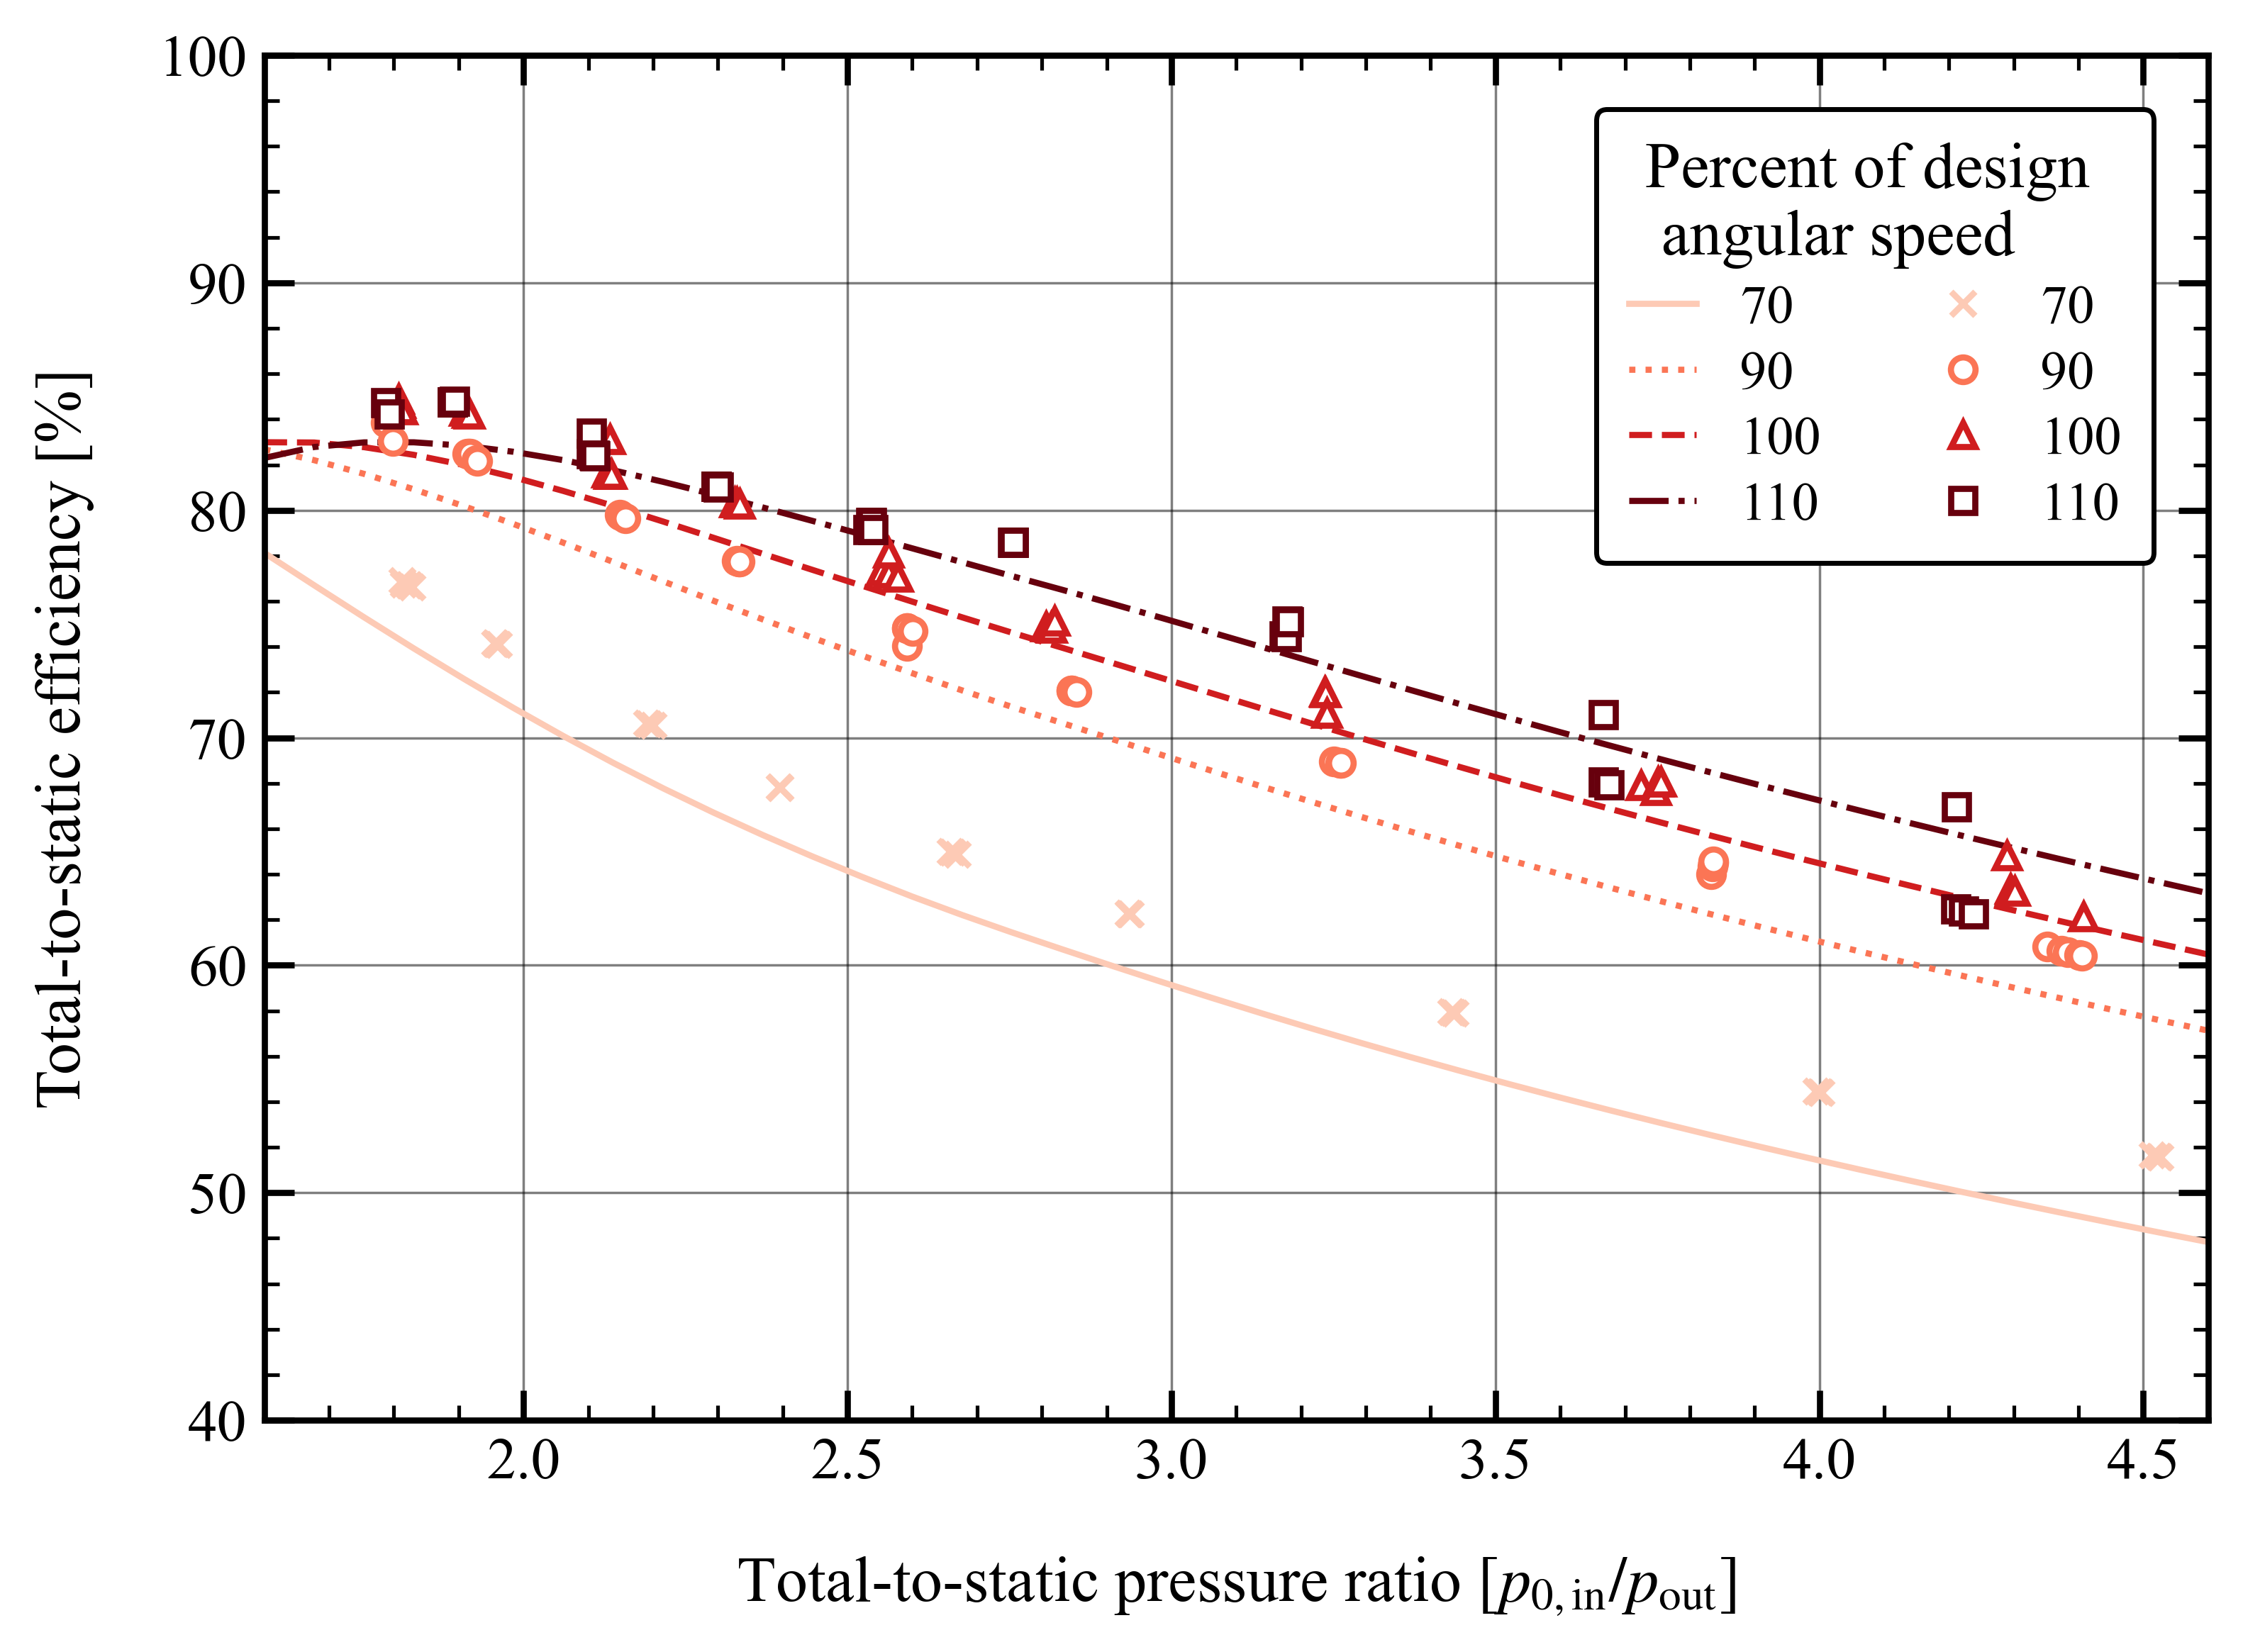 100
90
80
70
60
50
40
Total-to-static efficiency [%]
Percent of design
angular speed
70 70
90 90
100 100
110 110
2.0 2.5 3.0 3.5 4.0 4.5
Total-to-static pressure ratio [p0, in/pout]